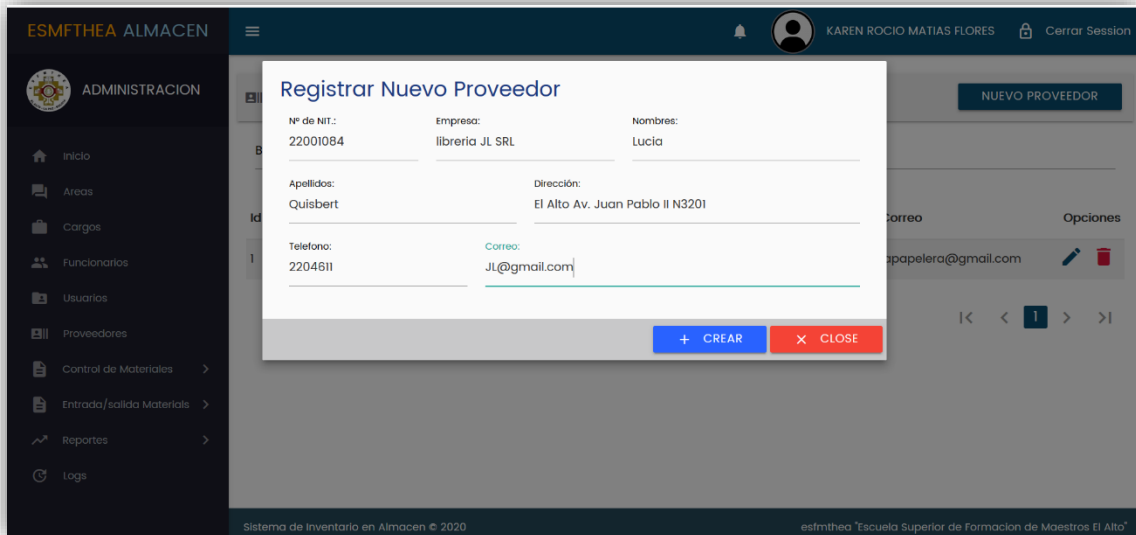 ESMFTHEA ALMACEN
KAREN ROCIO MATIAS FLORES
Cerrar Session
ADMINISTRACION
NUEVO PROVEEDOR
Registrar Nuevo Proveedor
Nº de NIT.: Empresa: Nombres:
22001084 libreria JL SRL Lucia
Apellidos: Dirección:
Quisbert El Alto Av. Juan Pablo II N3201
Telefono: Correo:
2204611 JL@gmail.com
+ CREAR × CLOSE
Inicio
Areas
Cargos
Funcionarios
Usuarios
Proveedores
Control de Materiales >
Entrada/salida Materials >
Reportes >
Logs
B
Id Correo Opciones
1 apapelera@gmail.com
|< < 1 > >|
Sistema de Inventario en Almacen © 2020
esfmthea "Escuela Superior de Formacion de Maestros El Alto"